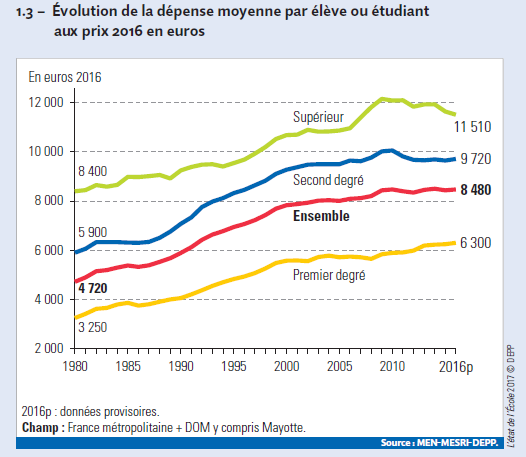 1.3 – Évolution de la dépense moyenne par élève ou étudiant
aux prix 2016 en euros
En euros 2016
12 000
10 000
8 000
6 000
4 000
2 000
Supérieur
Second degré
Ensemble
Premier degré
8 400
5 900
4 720
3 250
11 510
9 720
8 480
6 300
1980 1985 1990 1995 2000 2005 2010 2016p
2016p : données provisoires.
Champ : France métropolitaine + DOM y compris Mayotte.
Source : MEN-MESRI-DEPP.
L'état de l'École 2017 © DEPP